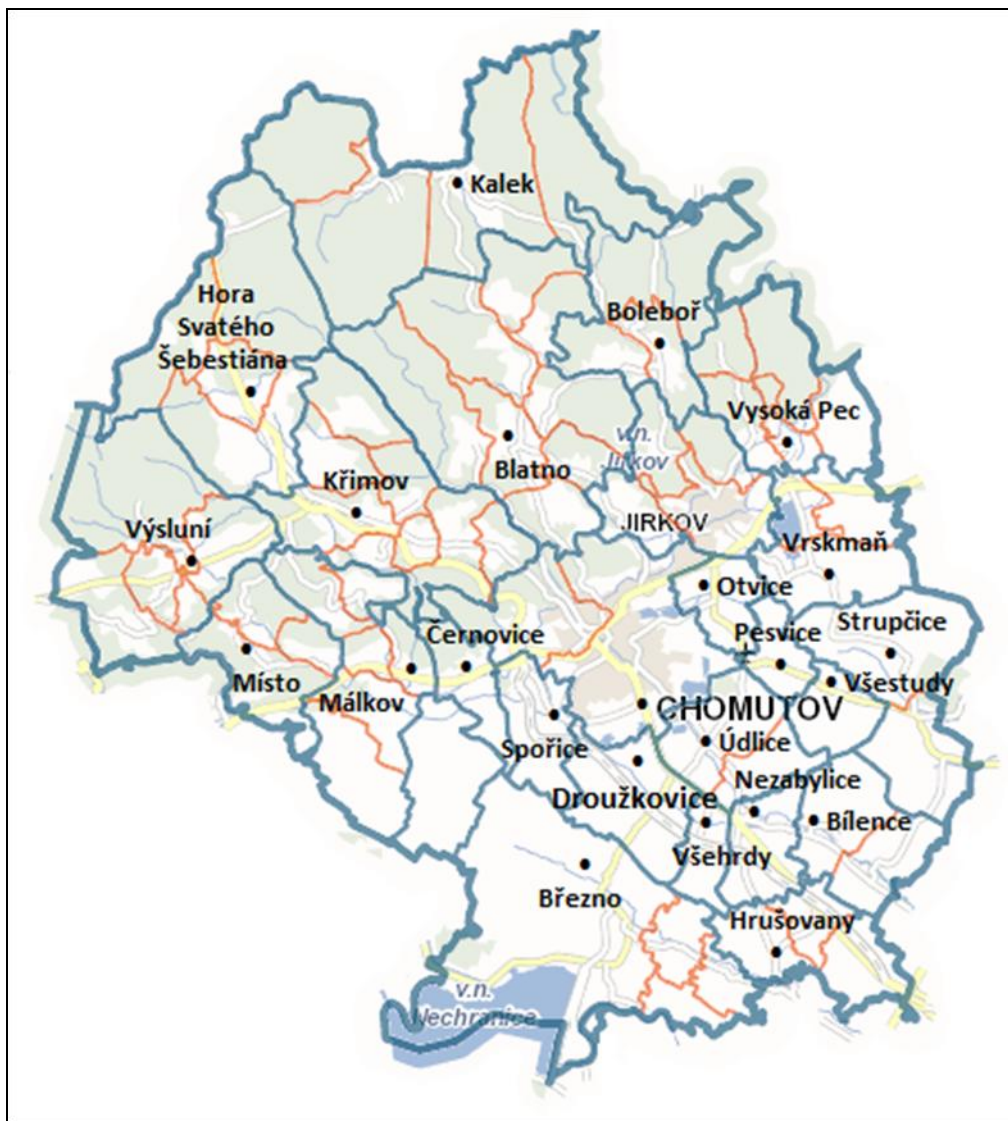 Kalek
Hora
Svatého
Šebestiána
Boleboř
Vysoká Pec
v.n.
Jirkov
Blatno
Křimov
JIRKOV
Výsluní
Vrskmaň
Otvice
Strupčice
Černovice
Pesvice
Místo
Málkov
Všestudy
CHOMUTOV
Spořice
Údlice
Nezabylice
Droužkovice
Bílence
Všehrdy
Březno
Hrušovany
v.n.
Nechranice